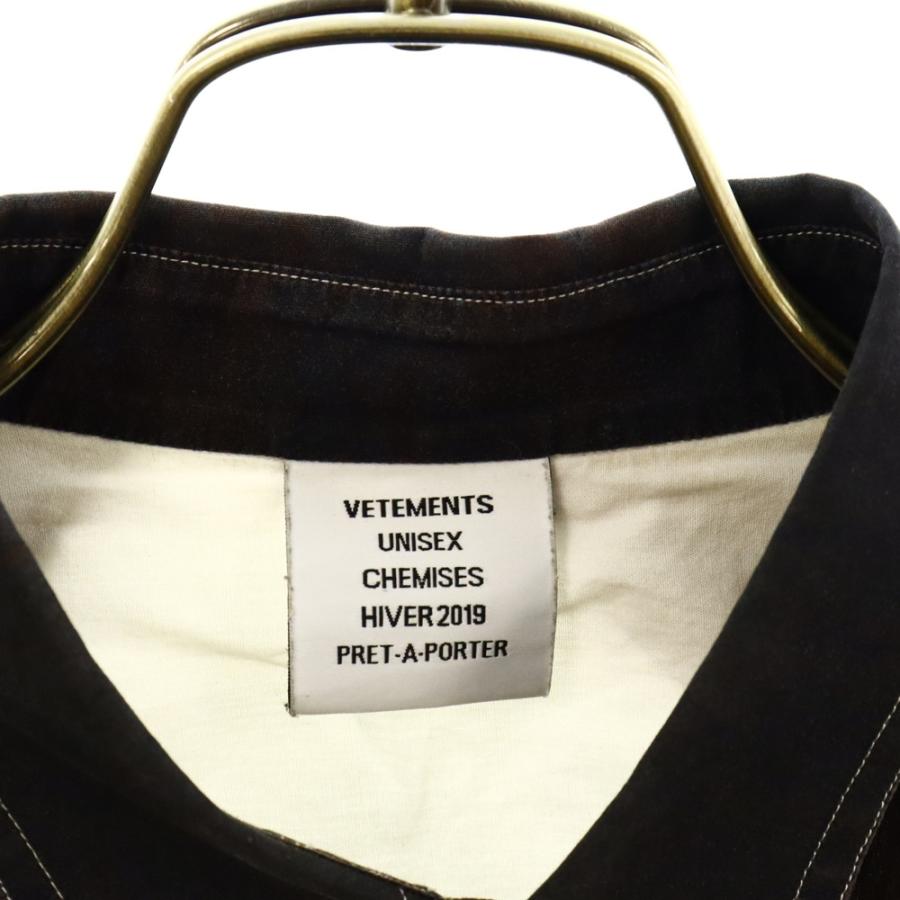 VETEMENTS
UNISEX
CHEMISES
HIVER 2019
PRET-A-PORTER